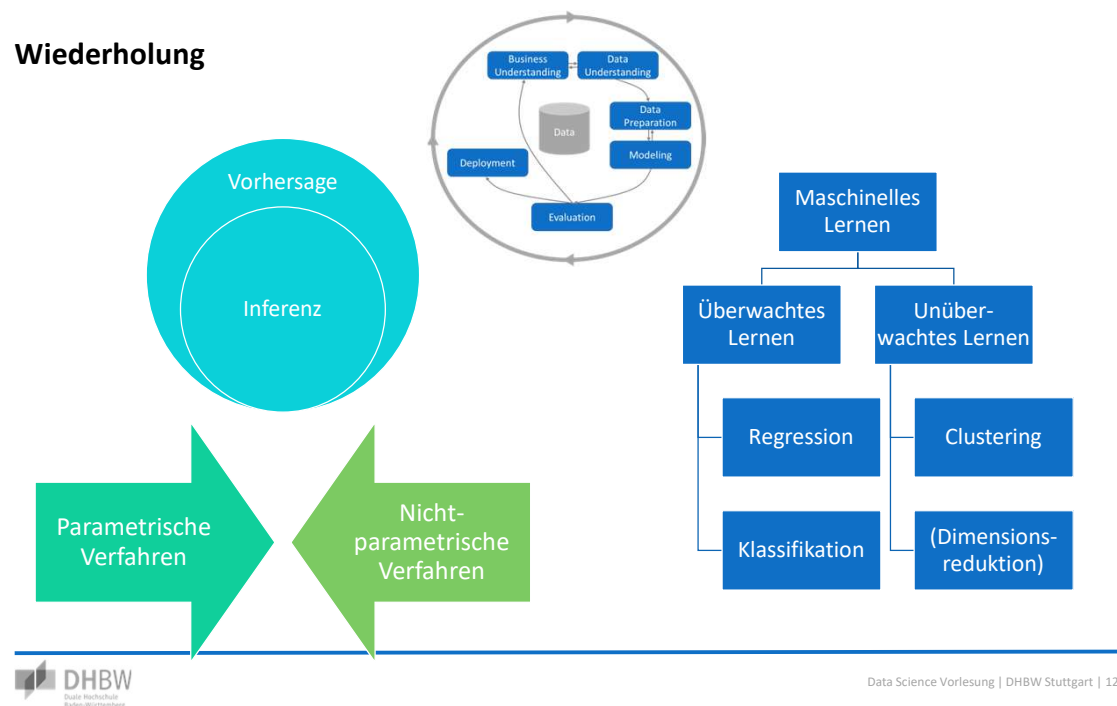 Wiederholung
Business
Understanding
Data
Understanding
Data
Preparation
Data
Modeling
Deployment
Evaluation
Vorhersage
Inferenz
Parametrische
Verfahren
Nicht-
parametrische
Verfahren
Maschinelles
Lernen
Überwachtes
Lernen
Unüber-
wachtes Lernen
Regression
Clustering
Klassifikation
(Dimensions-
reduktion)
DHBW
Duale Hochschule
Baden-Württemberg
Data Science Vorlesung | DHBW Stuttgart | 12